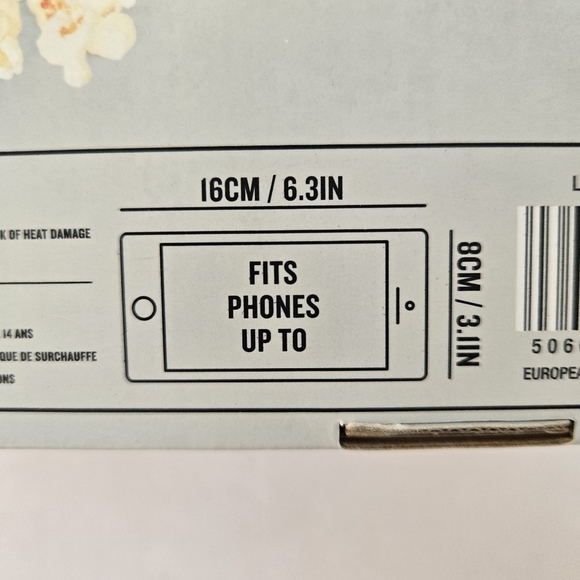 16CM / 6.3IN
K OF HEAT DAMAGE
FITS
PHONES
UP TO
8CM / 3.1IN
14 ANS
QUE DE SURCHAUFFE
ONS
L
506
EUROPEA